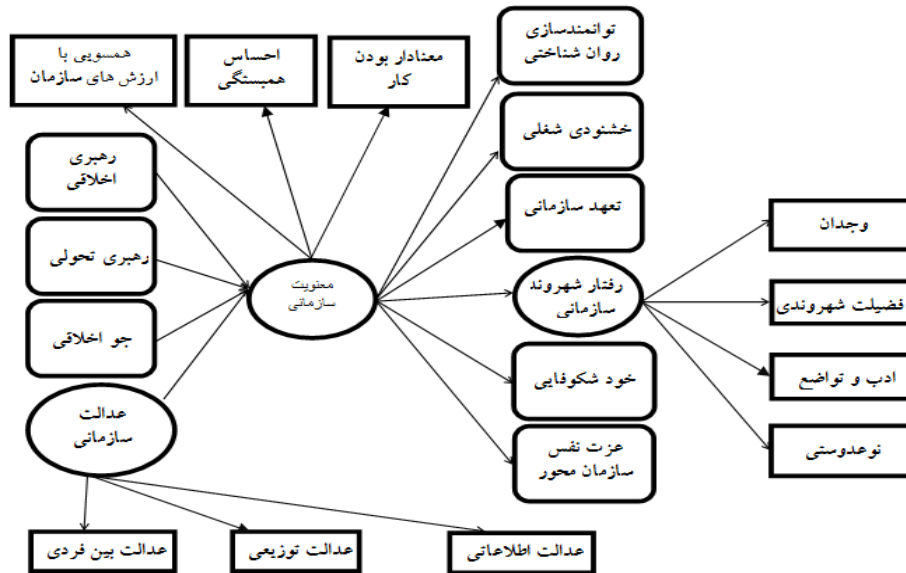 توانمندسازی
روان شناختی
معنادار بودن
کار
احساس
همبستگی
همسویی با
ارزش های سازمان
خشنودی شغلی
رهبری
اخلاقی
تعهد سازمانی
وجدان
رهبری تحولی
معنویت
سازمانی
رفتار شهروند
سازمانی
فضیلت شهروندی
جو اخلاقی
خود شکوفایی
ادب و تواضع
عدالت
سازمانی
عزت نفس
سازمان محور
نوعدوستی
عدالت اطلاعاتی
عدالت توزیعی
عدالت بین فردی